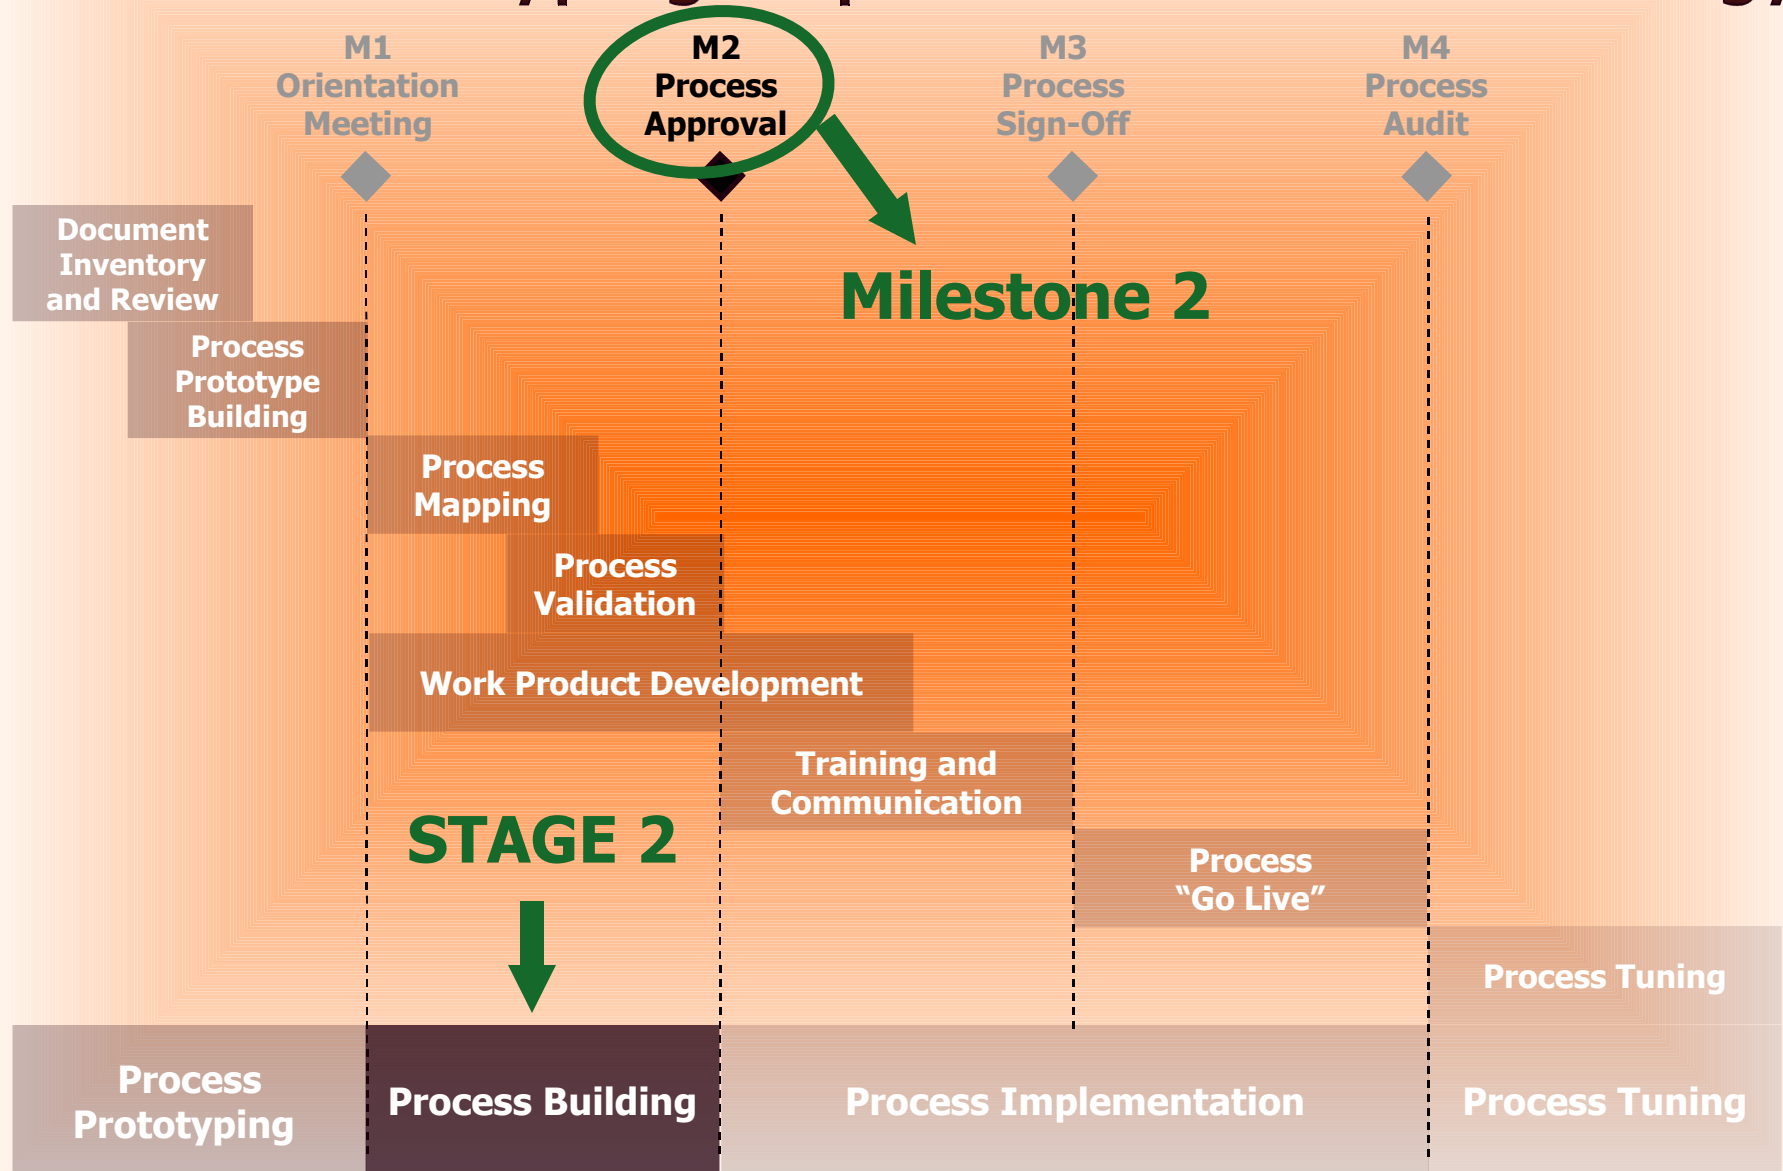 M1
Orientation
Meeting
M2
Process
Approval
M3
Process
Sign-Off
M4
Process
Audit
Document
Inventory
and Review
Milestone 2
Process
Prototype
Building
Process
Mapping
Process
Validation
Work Product Development
Training and
Communication
STAGE 2
Process
“Go Live”
Process Tuning
Process
Prototyping
Process Building
Process Implementation
Process Tuning